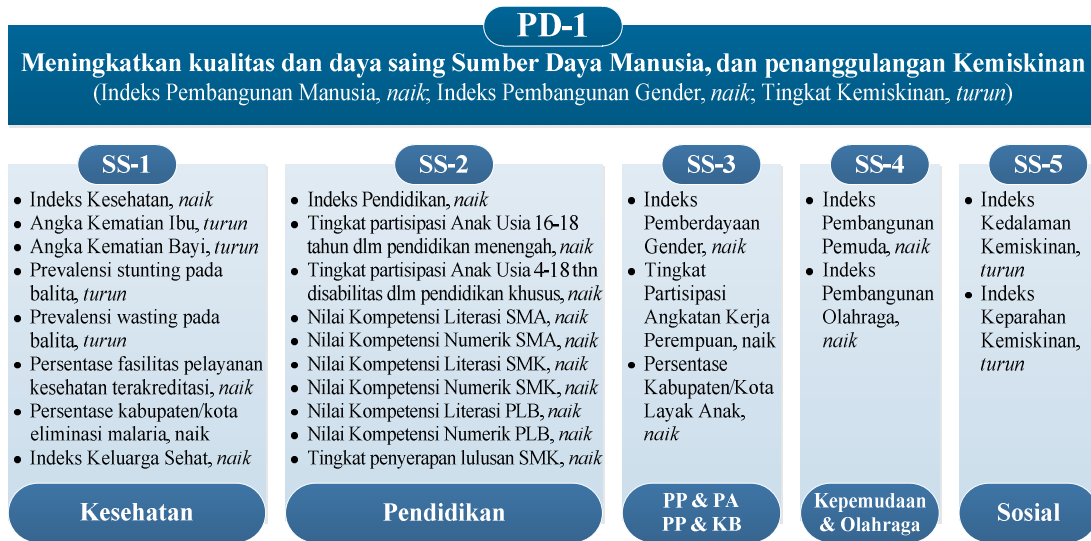 PD-1
Meningkatkan kualitas dan daya saing Sumber Daya Manusia, dan penanggulangan Kemiskinan
(Indeks Pembangunan Manusia, naik; Indeks Pembangunan Gender, naik; Tingkat Kemiskinan, turun)
SS-1
• Indeks Kesehatan, naik
• Angka Kematian Ibu, turun
• Angka Kematian Bayi, turun
• Prevalensi stunting pada
balita, turun
• Prevalensi wasting pada
balita, turun
• Persentase fasilitas pelayanan
kesehatan terakreditasi, naik
• Persentase kabupaten/kota
eliminasi malaria, naik
• Indeks Keluarga Sehat, naik
Kesehatan
SS-2
• Indeks Pendidikan, naik
• Tingkat partisipasi Anak Usia 16-18
tahun dlm pendidikan menengah, naik
• Tingkat partisipasi Anak Usia 4-18 thn
disabilitas dlm pendidikan khusus, naik
• Nilai Kompetensi Literasi SMA, naik
• Nilai Kompetensi Numerik SMA, naik
• Nilai Kompetensi Literasi SMK, naik
• Nilai Kompetensi Numerik SMK, naik
• Nilai Kompetensi Literasi PLB, naik
• Nilai Kompetensi Numerik PLB, naik
• Tingkat penyerapan lulusan SMK, naik
Pendidikan
SS-3
• Indeks
Pemberdayaan
Gender, naik
• Tingkat
Partisipasi
Angkatan Kerja
Perempuan, naik
• Persentase
Kabupaten/Kota
Layak Anak,
naik
PP & PA
PP & KB
SS-4
• Indeks
Pembangunan
Pemuda, naik
• Indeks
Pembangunan
Olahraga,
naik
Kepemudaan
& Olahraga
SS-5
• Indeks
Kedalaman
Kemiskinan,
turun
• Indeks
Keparahan
Kemiskinan,
turun
Sosial